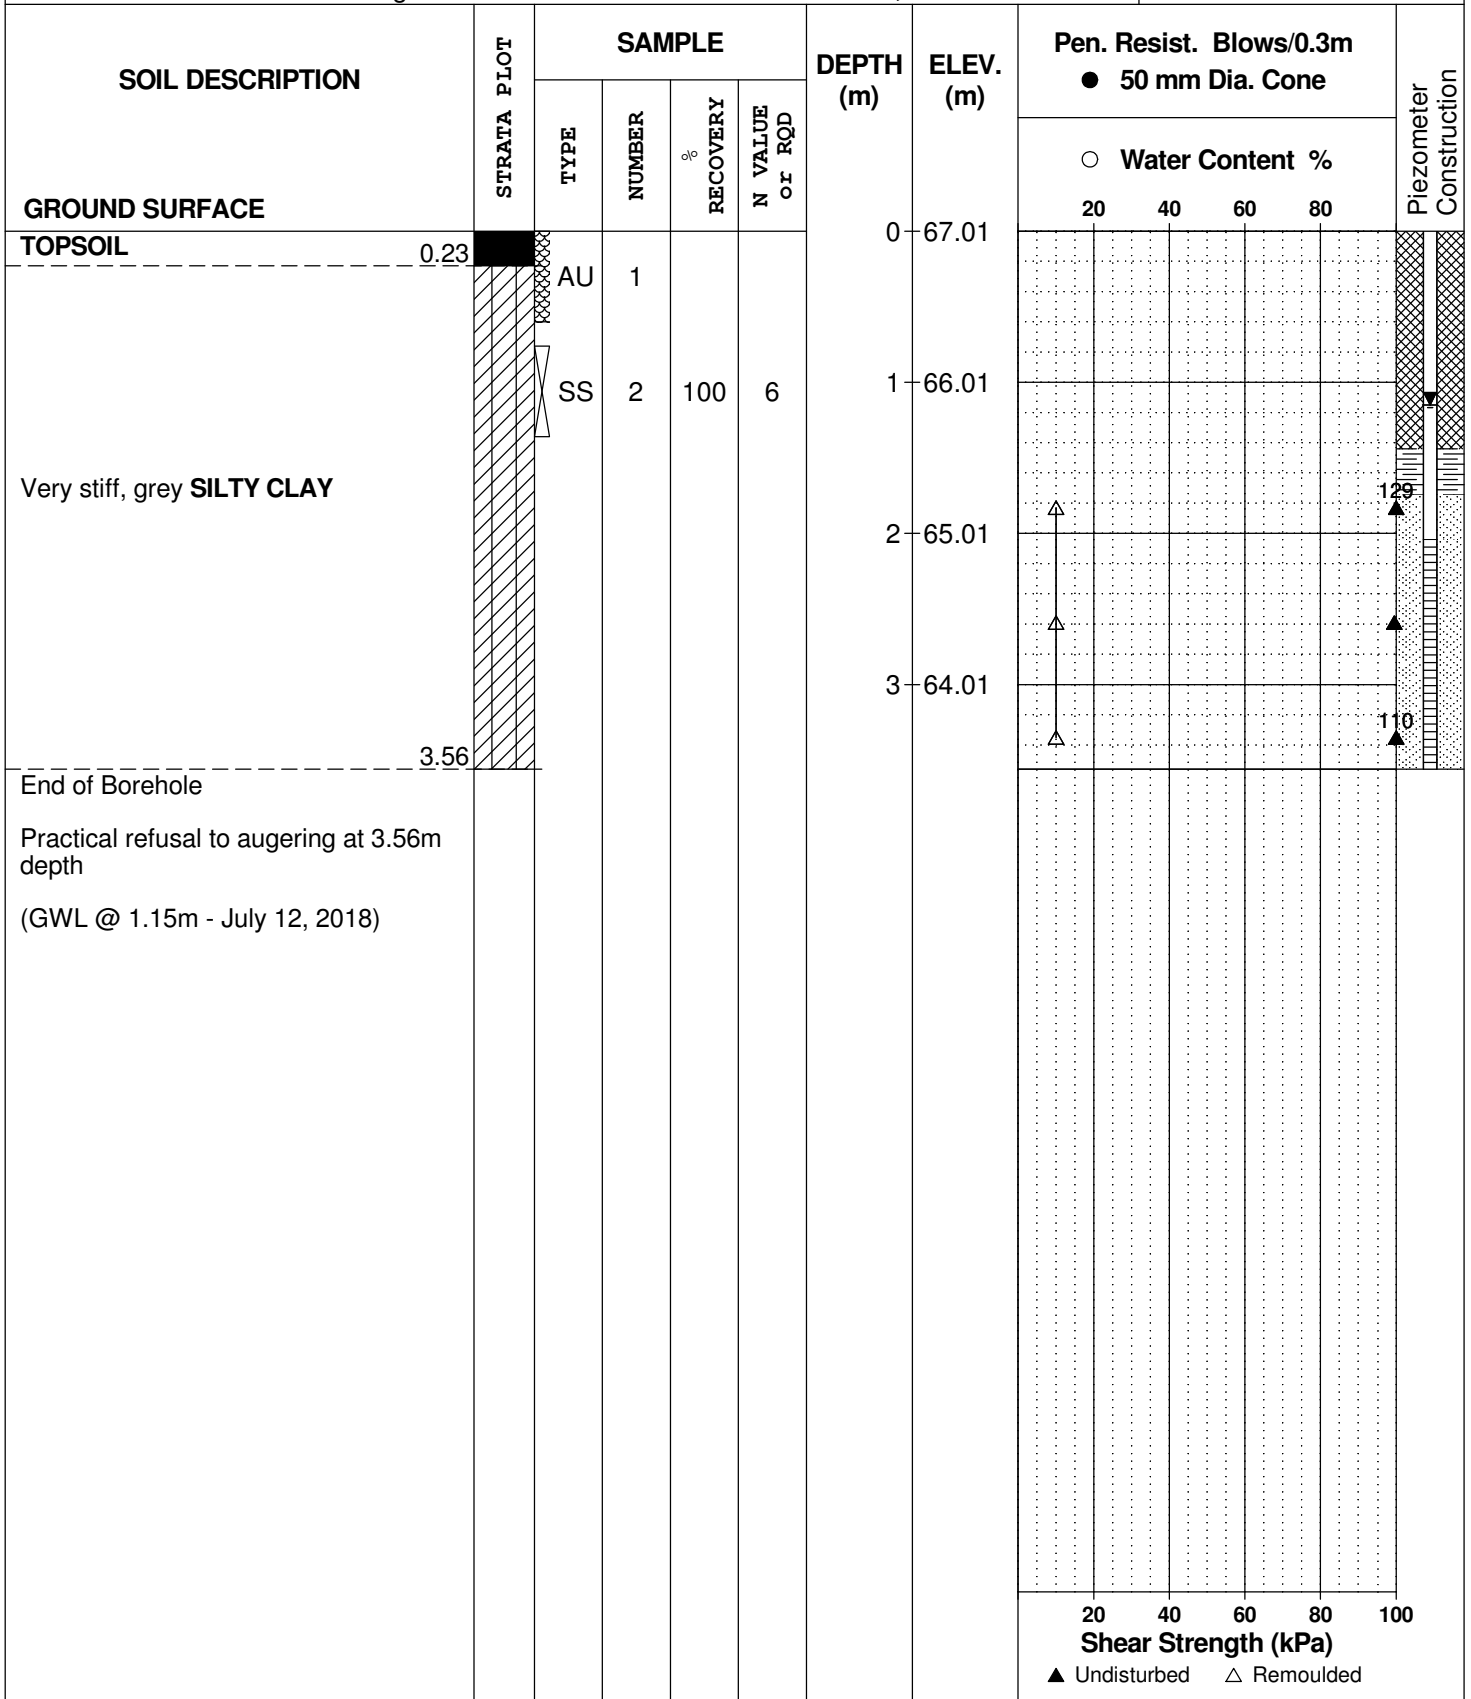 SOIL DESCRIPTION
GROUND SURFACE
STRATA PLOT
SAMPLE
TYPE
NUMBER
%
RECOVERY
N VALUE
or RQD
DEPTH
(m)
ELEV.
(m)
Pen. Resist. Blows/0.3m
● 50 mm Dia. Cone
○ Water Content %
20 40 60 80
Piezometer
Construction
TOPSOIL
0.23
AU 1
0 67.01
SS 2 100 6
1 66.01
Very stiff, grey SILTY CLAY
129
2 65.01
3 64.01
110
3.56
End of Borehole
Practical refusal to augering at 3.56m
depth
(GWL @ 1.15m - July 12, 2018)
20 40 60 80 100
Shear Strength (kPa)
▲ Undisturbed △ Remoulded